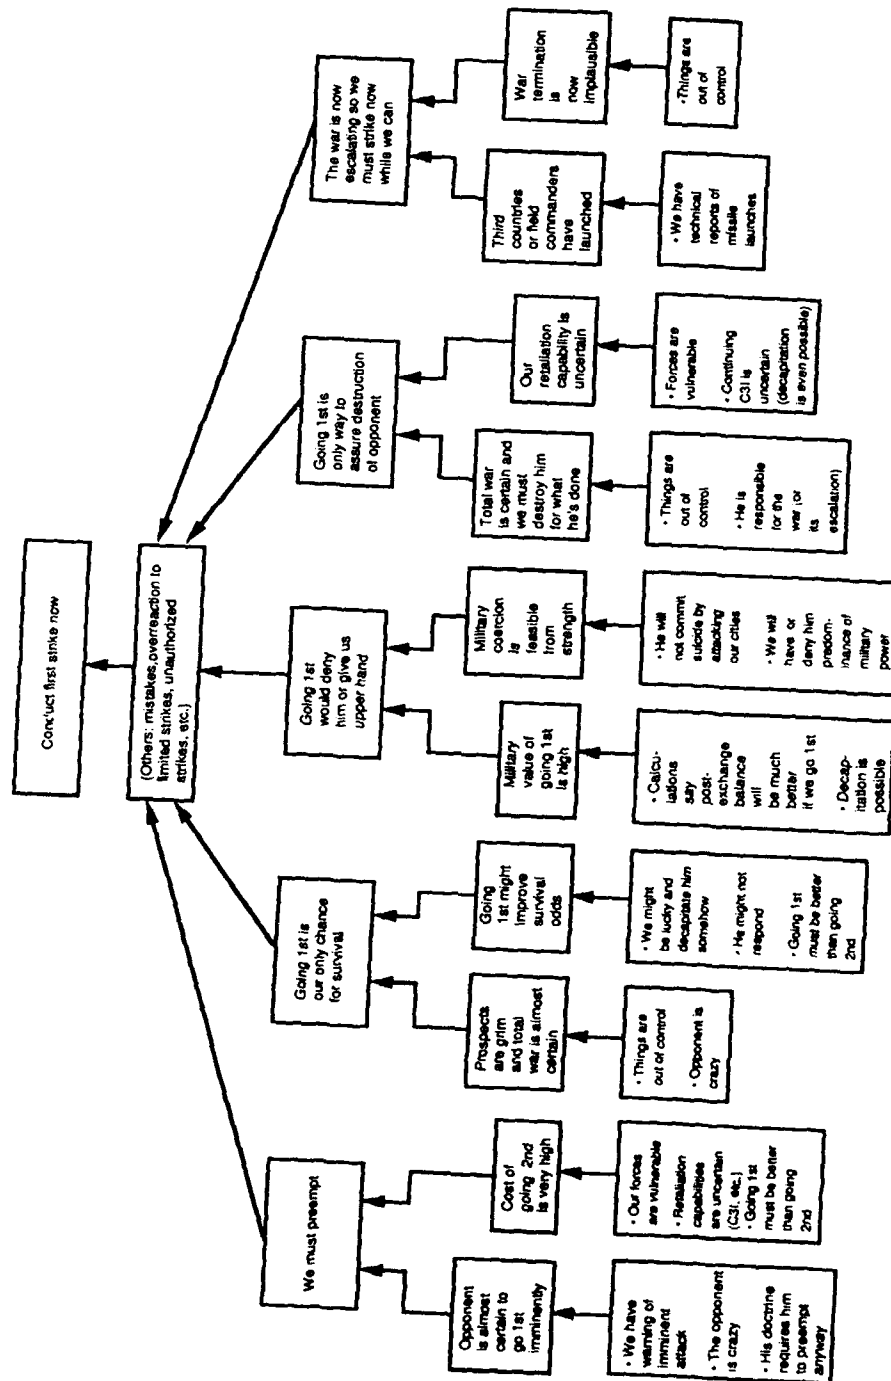 Conduct first strike now
(Others: mistakes, overreaction to
limited strikes, unauthorized
strikes, etc.)
We must preempt
Going 1st is
our only chance
for survival
Going 1st
would deny
him or give us
upper hand
Going 1st is
only way to
assure destruction
of opponent
The war is now
escalating so we
must strike now
while we can
Opponent
is almost
certain to
go 1st
imminently
Cost of
going 2nd
is very high
Prospects
are grim
and total
war is almost
certain
Going
1st might
improve
survival
odds
Military
value of
going 1st
is high
Military
coercion
is
feasible
from
strength
Total war
is certain and
we must
destroy him
for what
he's done
Our
retaliation
capability is
uncertain
Third
countries
or field
commanders
have
launched
War
termination
is
now
implausible
• We have
warning of
imminent
attack
• The opponent
is crazy
• His doctrine
requires him
to preempt
anyway
• Our forces
are vulnerable
• Retaliation
capabilities
are uncertain
(C3I, etc.)
• Going 1st
must be better
than going
2nd
• Things are
out of control
• Opponent is
crazy
• We might
be lucky and
decapitate him
somehow
• He might not
respond
• Going 1st
must be better
than going
2nd
• Calcu-
lations
say
post-
exchange
balance
will
be much
better
if we go 1st
• Decap-
itation is
possible
• He will
not commit
suicide by
attacking
our cities
• We will
have or
deny him
predom-
inance of
military
power
• Things are
out of
control
• He is
responsible
for the
war (or
its
escalation)
• Forces are
vulnerable
• Continuing
C3I is
uncertain
(decapitation
is even possible)
• We have
technical
reports of
missile
launches
• Things are
out of
control